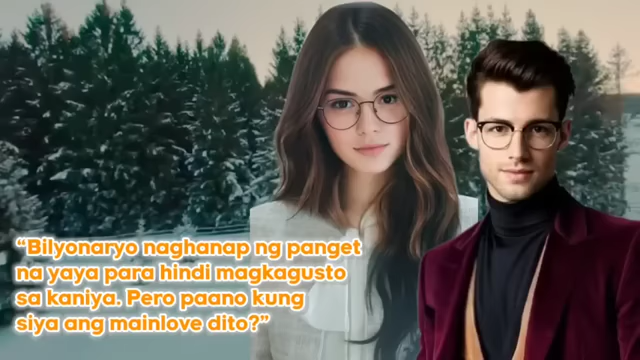 “Bilyonaryo naghanap ng panget
na yaya para hindi magkagusto
sa kaniya. Pero paano kung
siya ang mainlove dito?”